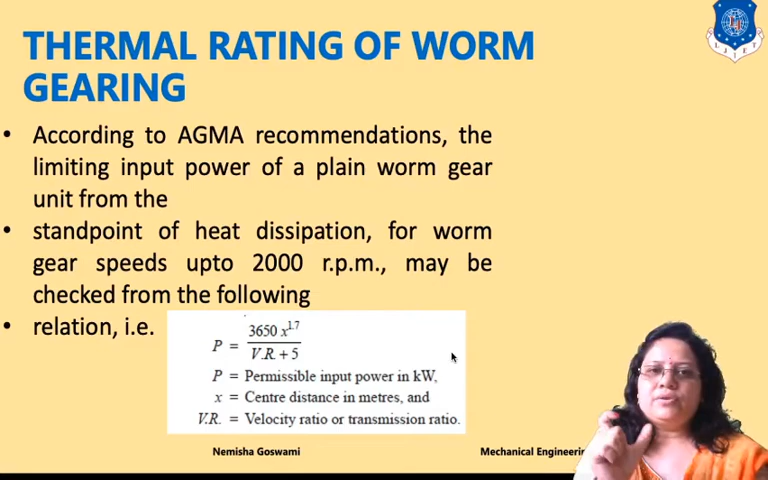 THERMAL RATING OF WORM
GEARING
• According to AGMA recommendations, the
limiting input power of a plain worm gear
unit from the
• standpoint of heat dissipation, for worm
gear speeds upto 2000 r.p.m., may be
checked from the following
• relation, i.e.
P = 3650 x^1.7 / V.R. + 5
P = Permissible input power in kW,
x = Centre distance in metres, and
V.R. = Velocity ratio or transmission ratio.
Nemisha Goswami
Mechanical Engineerin
L J I E T